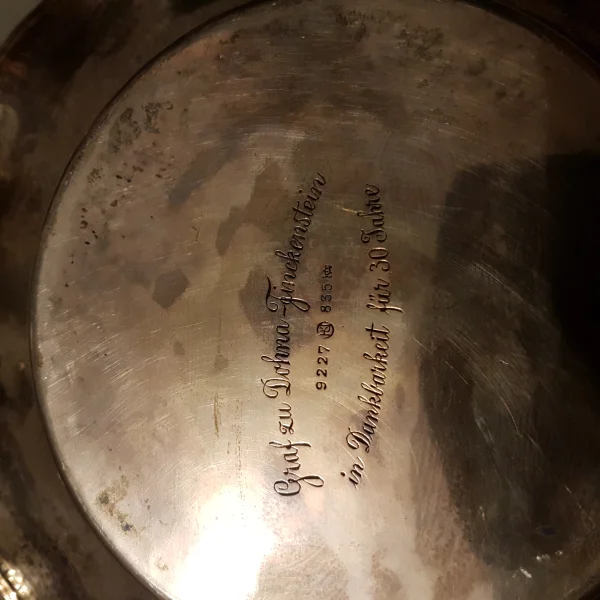 Graf zu Dohna-Finckenstein
9227 835
in Dankbarkeit für 30 Jahre